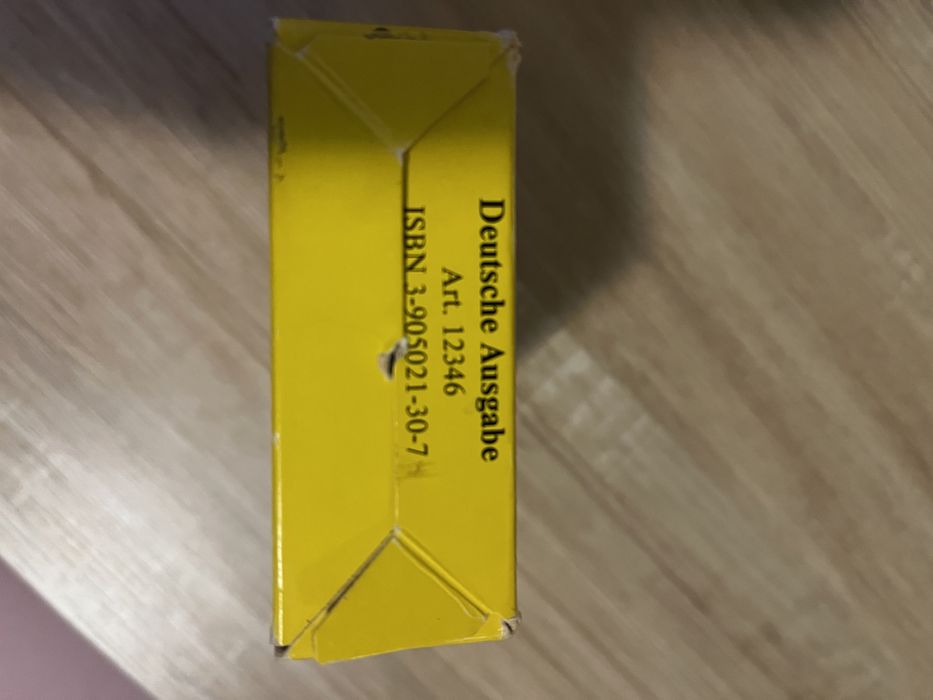 Deutsche Ausgabe
Art. 12346
ISBN 3-905021-30-7